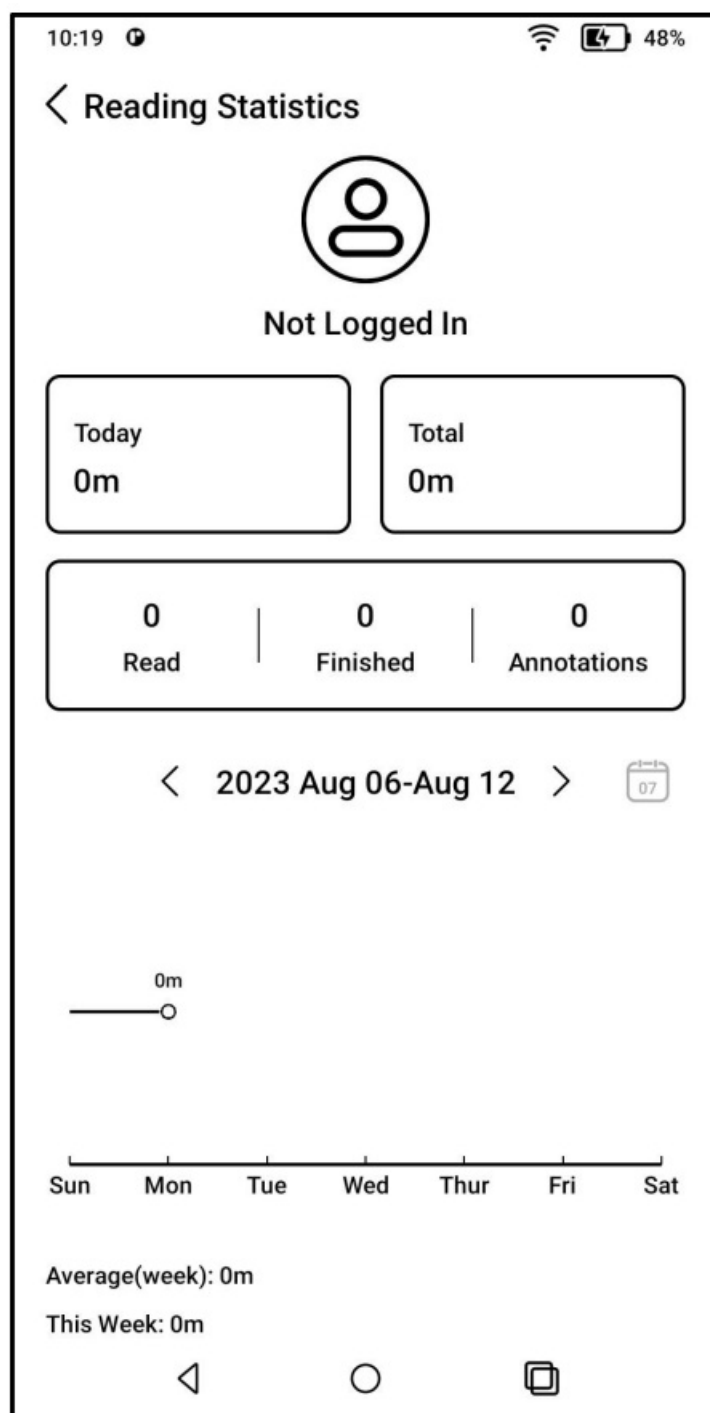 10:19 48%
Reading Statistics
Not Logged In
Today Total
0m 0m
0 0 0
Read Finished Annotations
2023 Aug 06-Aug 12 07
0m
Sun Mon Tue Wed Thur Fri Sat
Average(week): 0m
This Week: 0m